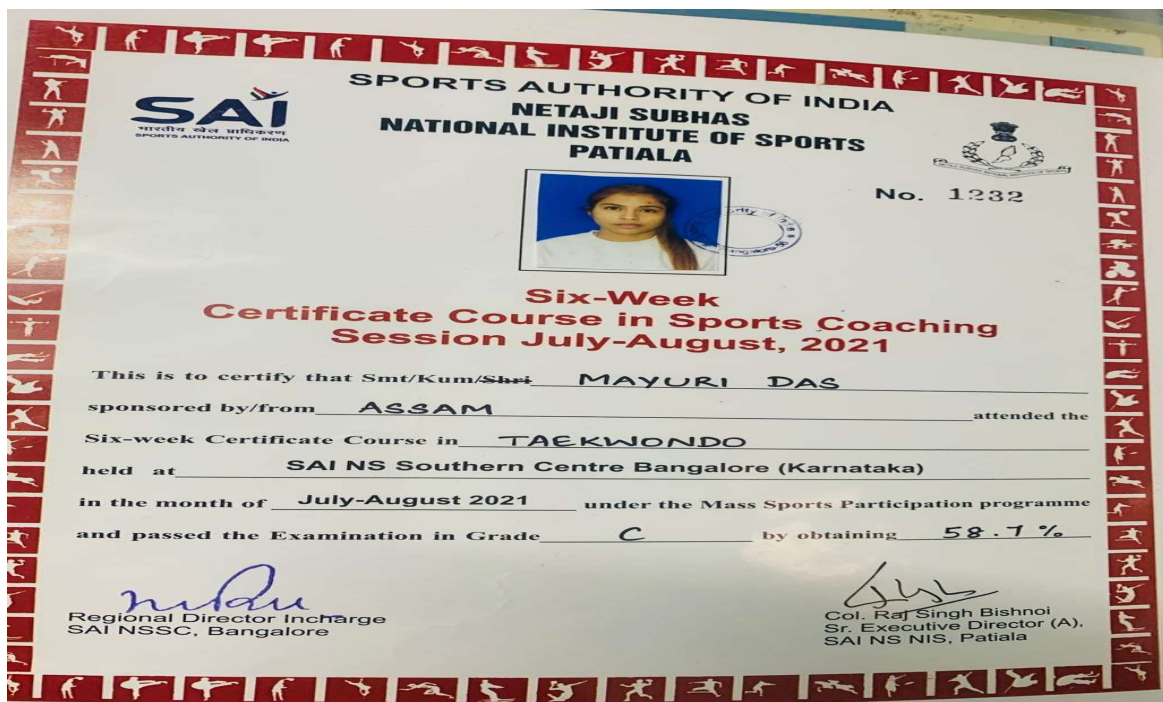 SAI
भारतीय खेल प्राधिकरण
SPORTS AUTHORITY OF INDIA
SPORTS AUTHORITY OF INDIA
NETAJI SUBHAS
NATIONAL INSTITUTE OF SPORTS
PATIALA
No. 1232
Six-Week
Certificate Course in Sports Coaching
Session July-August, 2021
This is to certify that Smt/Kum/Shri MAYURI DAS
sponsored by/from ASSAM attended the
Six-week Certificate Course in TAEKWONDO
held at SAI NS Southern Centre Bangalore (Karnataka)
in the month of July-August 2021 under the Mass Sports Participation programme
and passed the Examination in Grade C by obtaining 58.7 %
Regional Director Incharge
SAI NSSC, Bangalore
Col. Raj Singh Bishnoi
Sr. Executive Director (A).
SAI NS NIS, Patiala